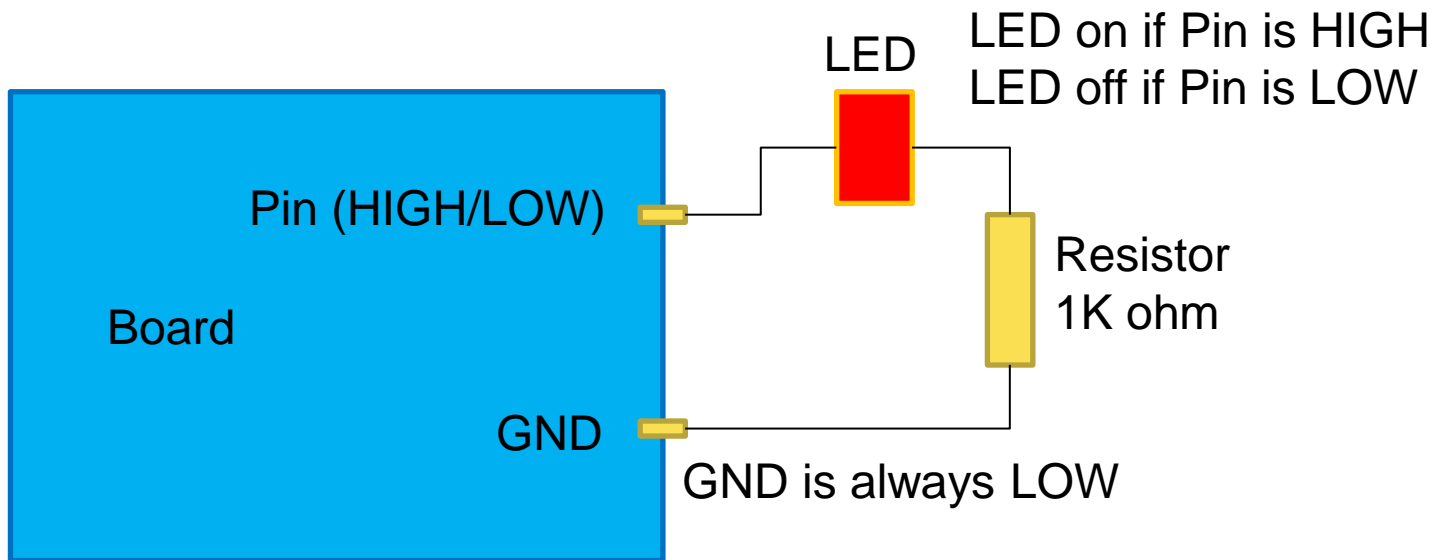 LED on if Pin is HIGH
LED off if Pin is LOW
LED
Pin (HIGH/LOW)
Resistor
1K ohm
Board
GND
GND is always LOW